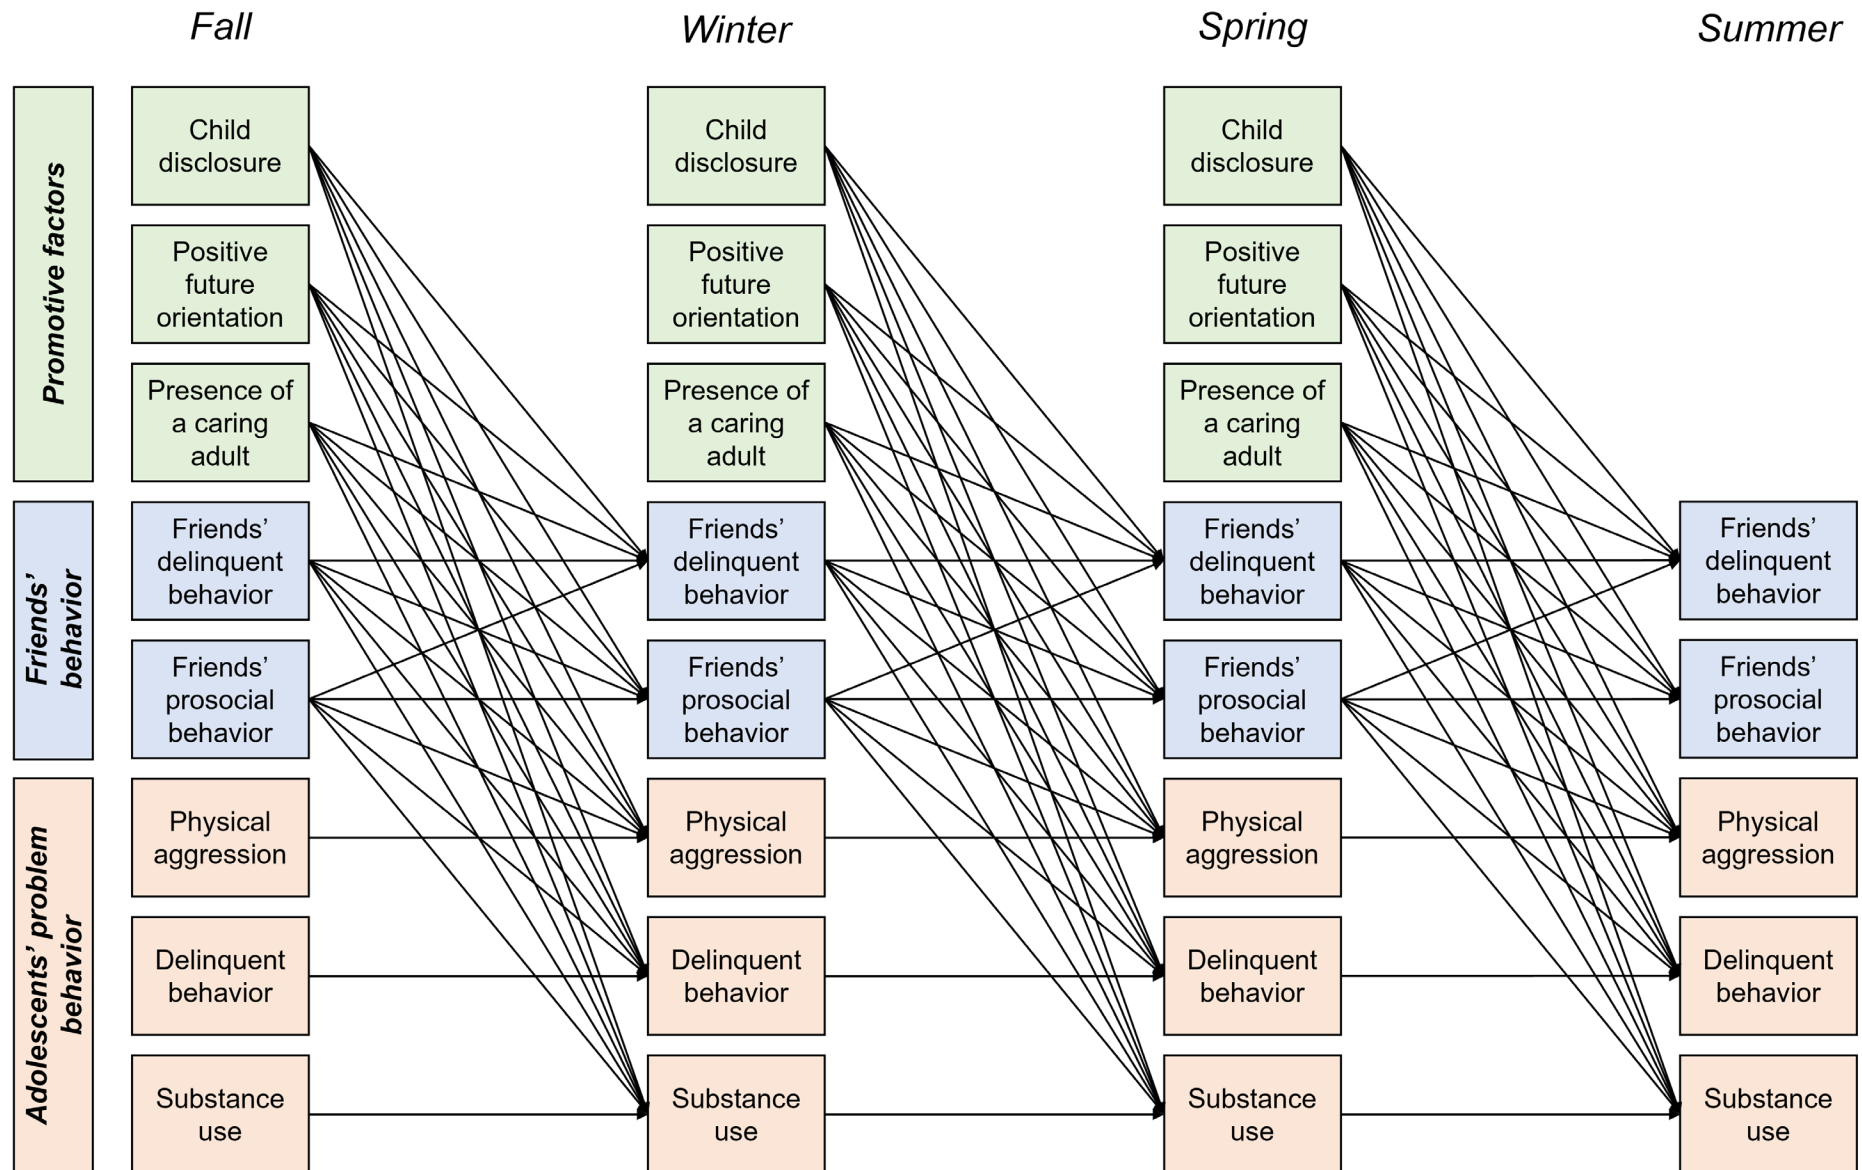 Fall
Winter
Spring
Summer
Promotive factors
Child
disclosure
Child
disclosure
Child
disclosure
Positive
future
orientation
Positive
future
orientation
Positive
future
orientation
Presence of
a caring
adult
Presence of
a caring
adult
Presence of
a caring
adult
Friends’
behavior
Friends’
delinquent
behavior
Friends’
delinquent
behavior
Friends’
delinquent
behavior
Friends’
delinquent
behavior
Friends’
prosocial
behavior
Friends’
prosocial
behavior
Friends’
prosocial
behavior
Friends’
prosocial
behavior
Adolescents’ problem
behavior
Physical
aggression
Physical
aggression
Physical
aggression
Physical
aggression
Delinquent
behavior
Delinquent
behavior
Delinquent
behavior
Delinquent
behavior
Substance
use
Substance
use
Substance
use
Substance
use